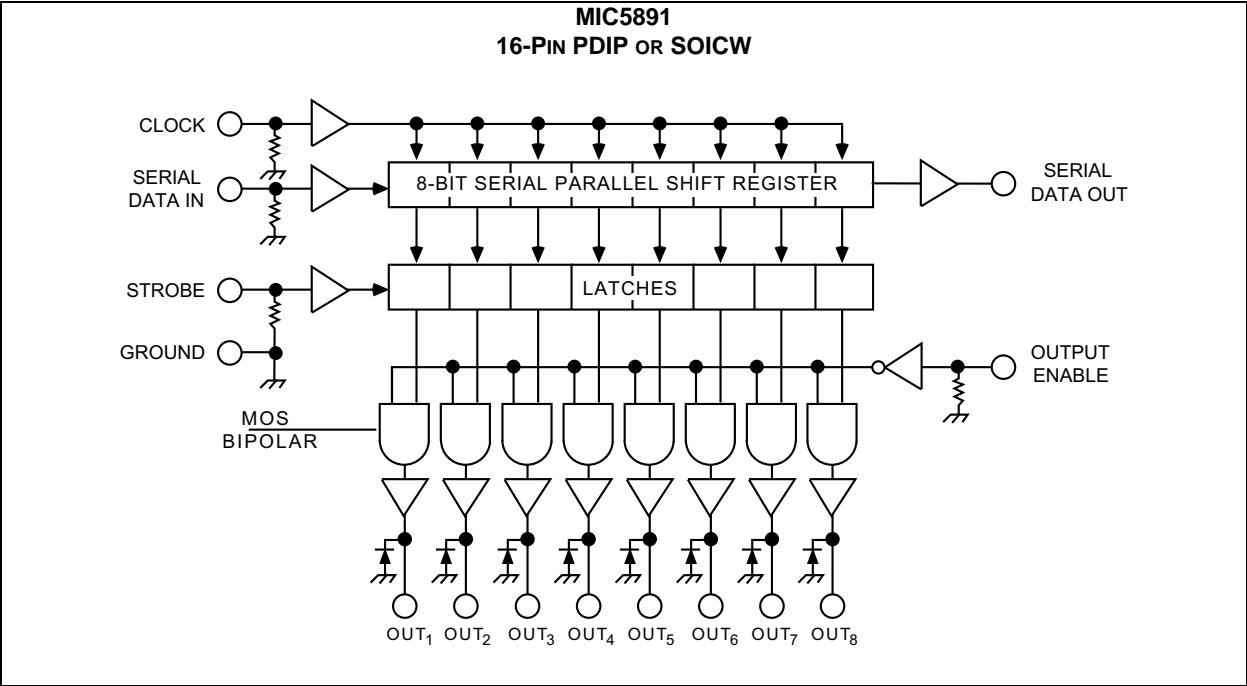 MIC5891
16-PIN PDIP OR SOICW
CLOCK
SERIAL
DATA IN
8-BIT SERIAL PARALLEL SHIFT REGISTER
SERIAL
DATA OUT
STROBE
LATCHES
GROUND
OUTPUT
ENABLE
MOS
BIPOLAR
OUT1 OUT2 OUT3 OUT4 OUT5 OUT6 OUT7 OUT8